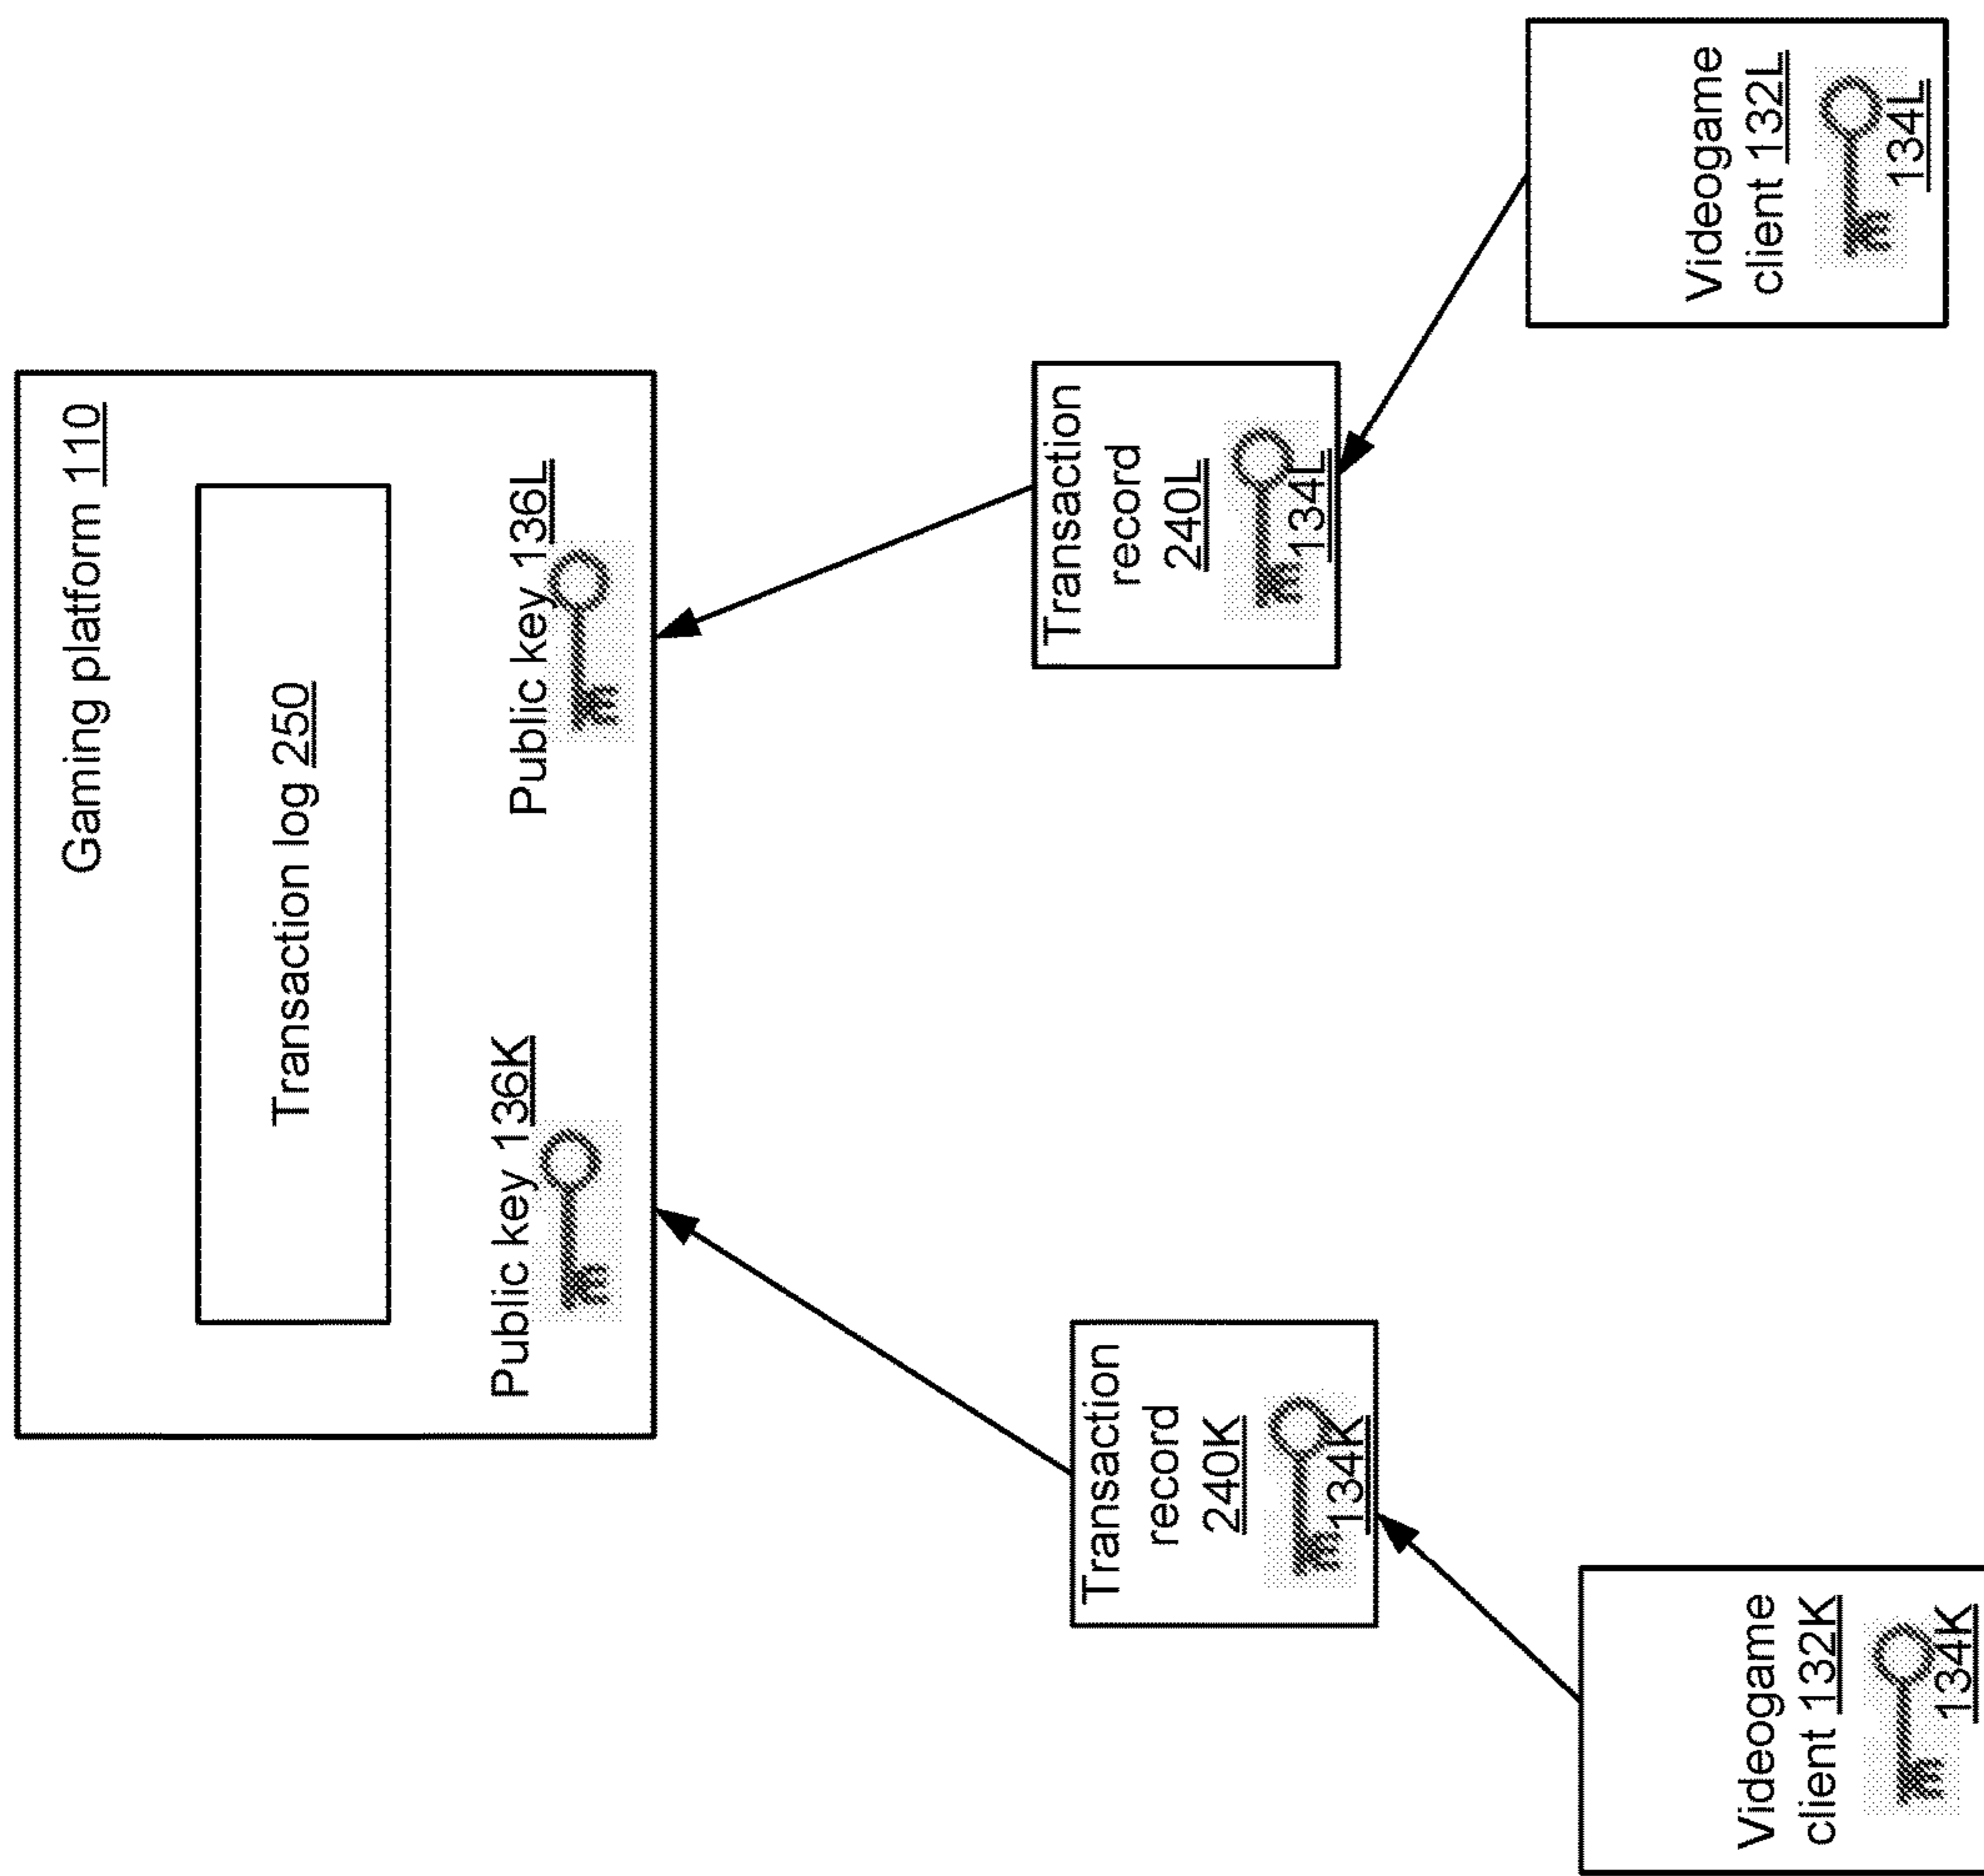 Gaming platform 110
Transaction log 250
Public key 136K
Public key 136L
Transaction
record
240K
134K
Transaction
record
240L
134L
Videogame
client 132K
134K
Videogame
client 132L
134L